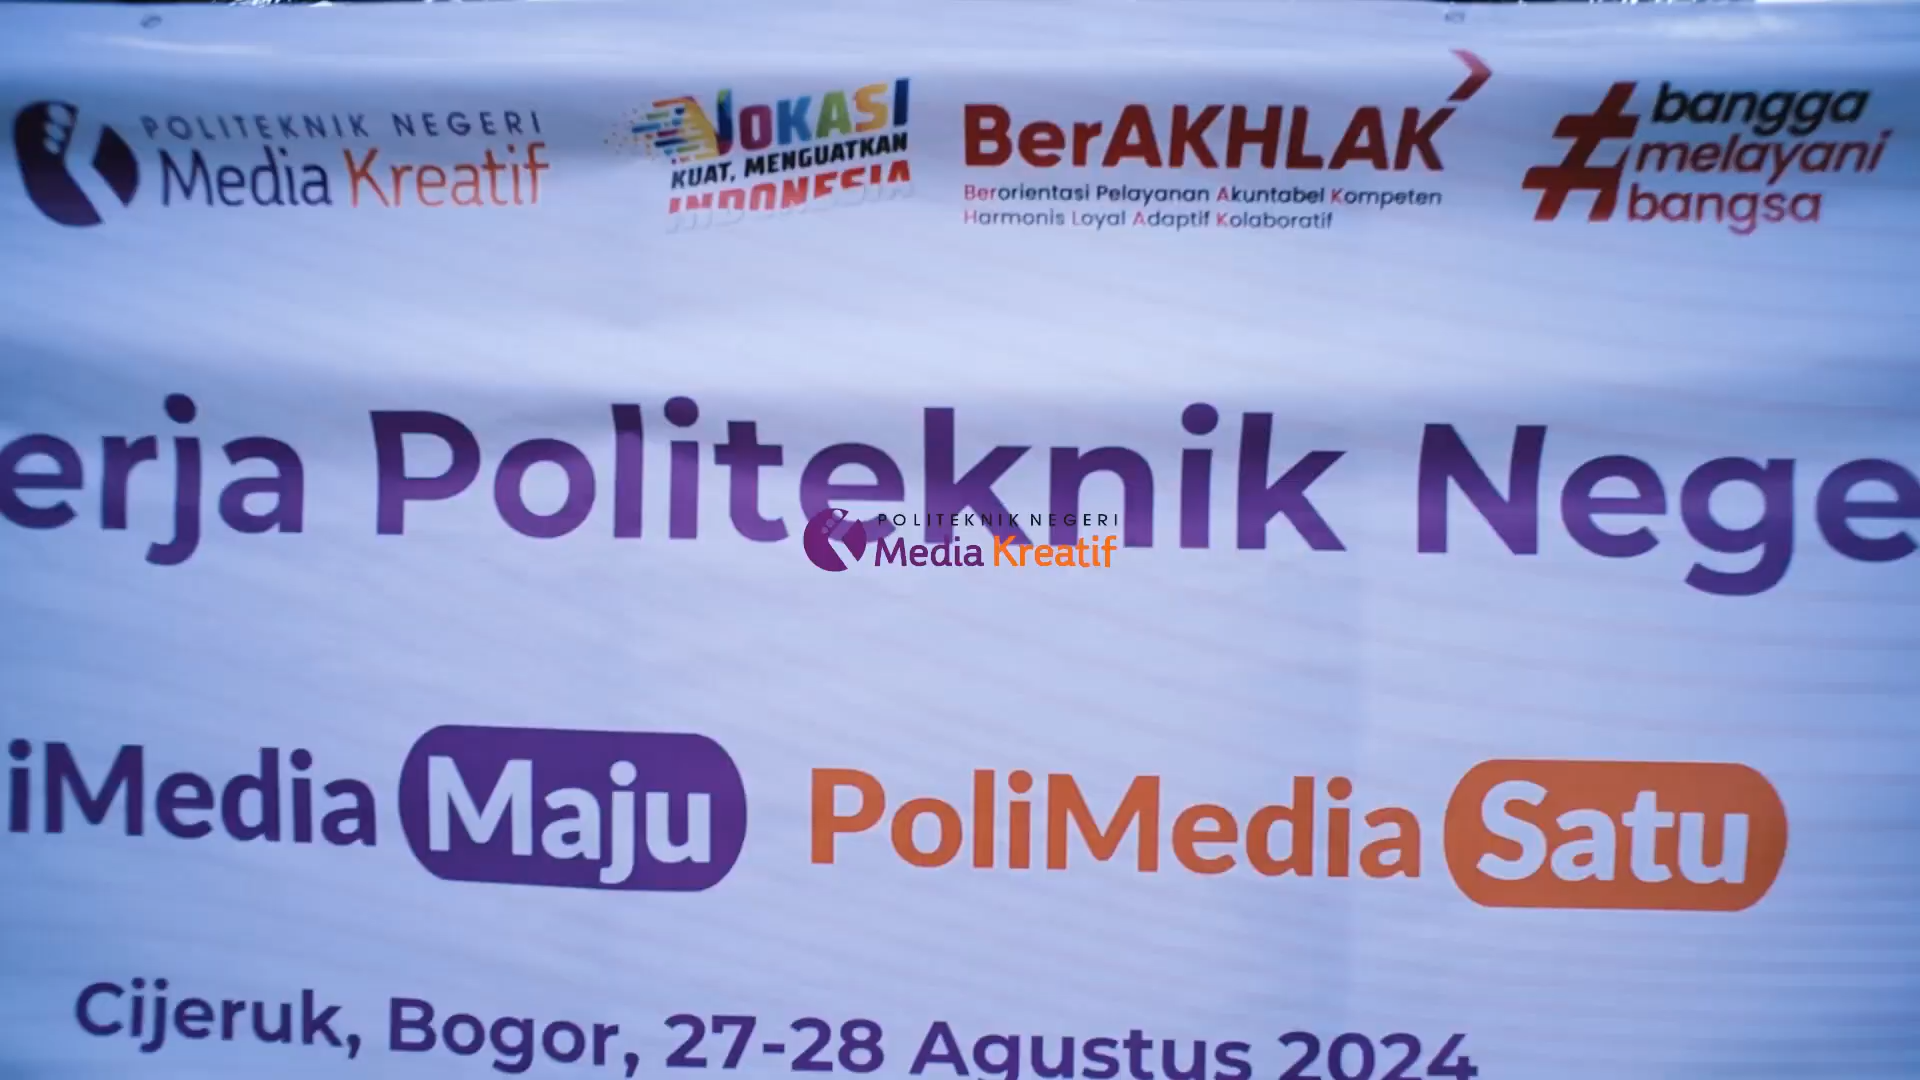 POLITEKNIK NEGERI
Media Kreatif
VOKASI
KUAT, MENGUATKAN
INDONESIA
BerAKHLAK
Berorientasi Pelayanan Akuntabel Kompeten
Harmonis Loyal Adaptif Kolaboratif
#bangga
melayani
bangsa
erja Politeknik Nege
POLITEKNIK NEGERI
Media Kreatif
iMedia Maju PoliMedia Satu
Cijeruk, Bogor, 27-28 Agustus 2024